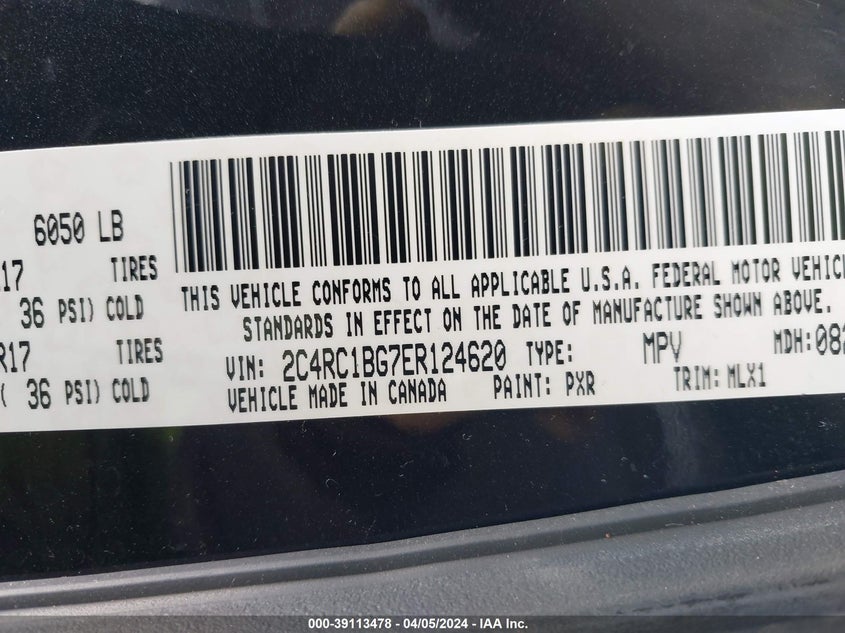 6050 LB
17 TIRES
36 PSI) COLD
R17 TIRES
( 36 PSI) COLD
THIS VEHICLE CONFORMS TO ALL APPLICABLE U.S.A. FEDERAL MOTOR VEHIC
STANDARDS IN EFFECT ON THE DATE OF MANUFACTURE SHOWN ABOVE.
VIN: 2C4RC1BG7ER124620 TYPE: MPV MDH:082
VEHICLE MADE IN CANADA PAINT: PXR TRIM: MLX1
000-39113478 - 04/05/2024 - IAA Inc.